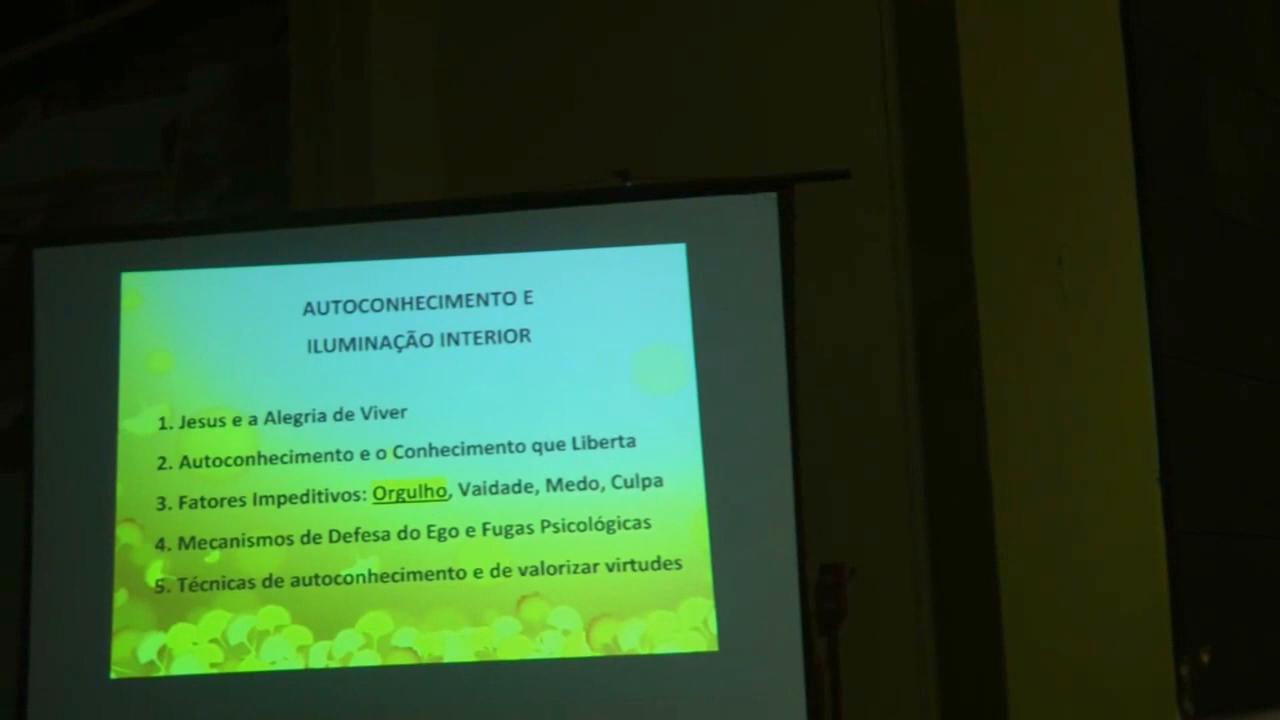 AUTOCONHECIMENTO E
ILUMINAÇÃO INTERIOR
1. Jesus e a Alegria de Viver
2. Autoconhecimento e o Conhecimento que Liberta
3. Fatores Impeditivos: Orgulho, Vaidade, Medo, Culpa
4. Mecanismos de Defesa do Ego e Fugas Psicológicas
5. Técnicas de autoconhecimento e de valorizar virtudes